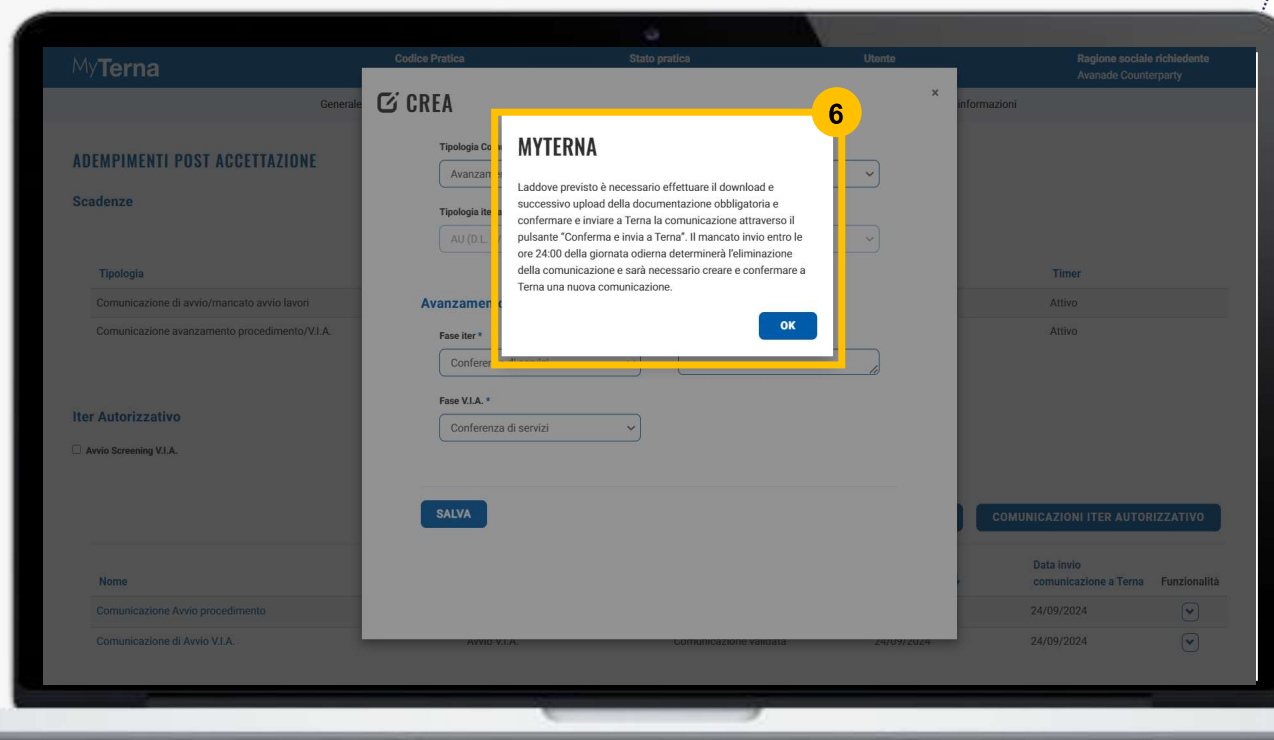 MyTerna
Codice Pratica
Stato pratica
Utente
Ragione sociale richiedente
Avanade Counterparty
Generale
informazioni
CREA
×
6
ADEMPIMENTI POST ACCETTAZIONE
Scadenze
Tipologia
Timer
Comunicazione di avvio/mancato avvio lavori
Attivo
Comunicazione avanzamento procedimento/V.I.A.
Attivo
Iter Autorizzativo
Avvio Screening V.I.A.
Tipologia
AU (D.L.
MYTERNA
Laddove previsto è necessario effettuare il download e
successivo upload della documentazione obbligatoria e
confermare e inviare a Terna la comunicazione attraverso il
pulsante “Conferma e invia a Terna”. Il mancato invio entro le
ore 24:00 della giornata odierna determinerà l’eliminazione
della comunicazione e sarà necessario creare e confermare a
Terna una nuova comunicazione.
OK
Fase iter *
Fase V.I.A. *
Conferenza di servizi
SALVA
COMUNICAZIONI ITER AUTORIZZATIVO
Nome
Data invio
comunicazione a Terna
Funzionalità
Comunicazione Avvio procedimento
24/09/2024
Comunicazione di Avvio V.I.A.
Avvio V.I.A.
Comunicazione validata
24/09/2024
24/09/2024